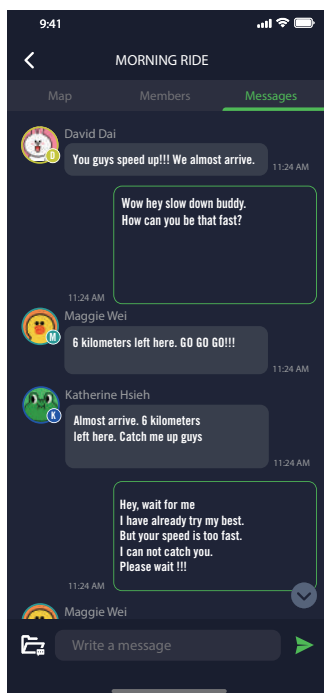 9:41
MORNING RIDE
Map
Members
Messages
David Dai
D
You guys speed up!!! We almost arrive.
11:24 AM
Wow hey slow down buddy.
How can you be that fast?
11:24 AM
Maggie Wei
M
6 kilometers left here. GO GO GO!!!
11:24 AM
Katherine Hsieh
K
Almost arrive. 6 kilometers
left here. Catch me up guys
11:24 AM
Hey, wait for me
I have already try my best.
But your speed is too fast.
I can not catch you.
Please wait !!!
11:24 AM
Maggie Wei
Write a message